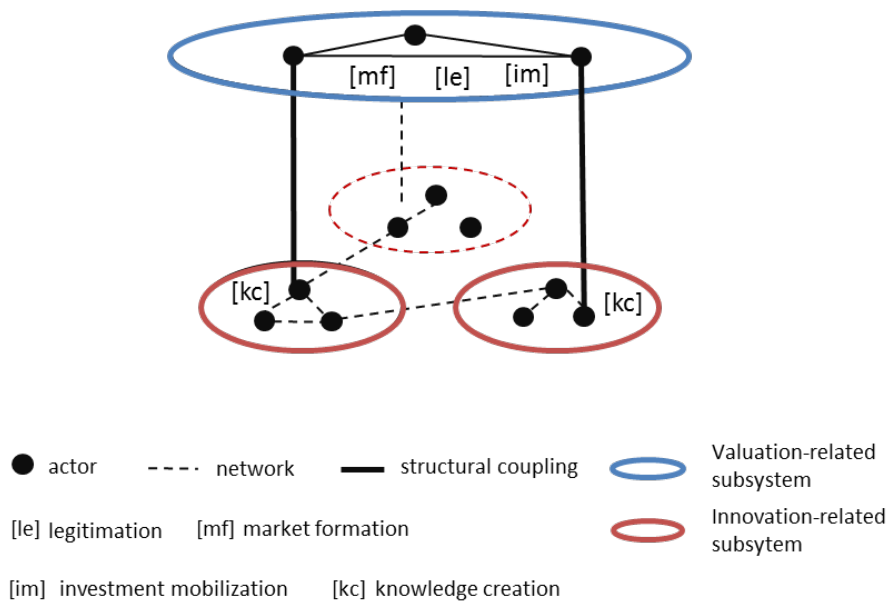 [mf] [le] [im]
[kc]
[kc]
actor
network
structural coupling
Valuation-related
subsystem
[le] legitimation
[mf] market formation
Innovation-related
subsytem
[im] investment mobilization
[kc] knowledge creation